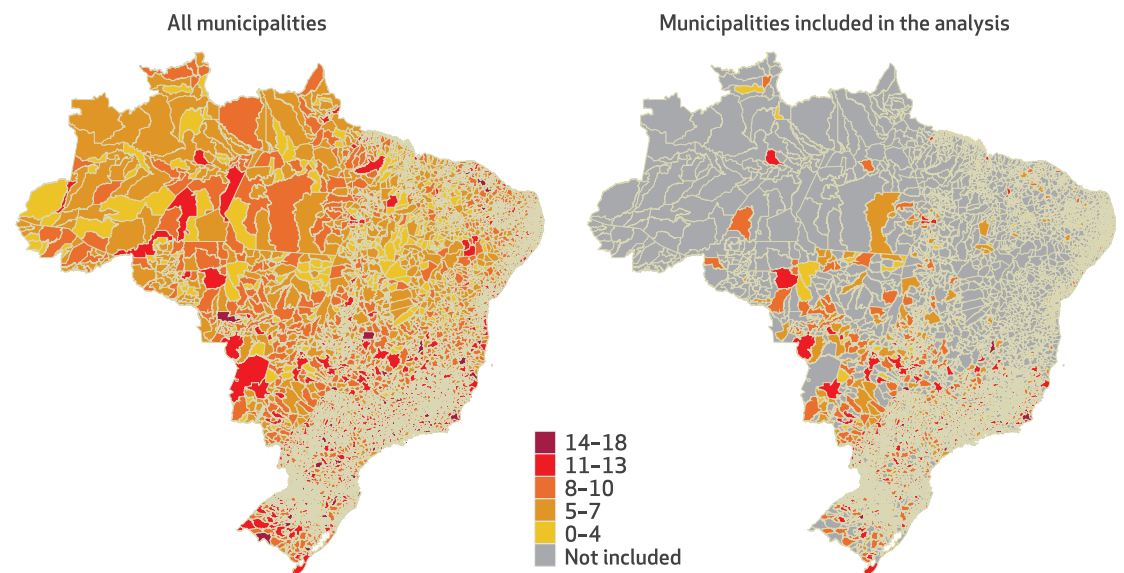 All municipalities
Municipalities included in the analysis
14–18
11–13
8–10
5–7
0–4
Not included